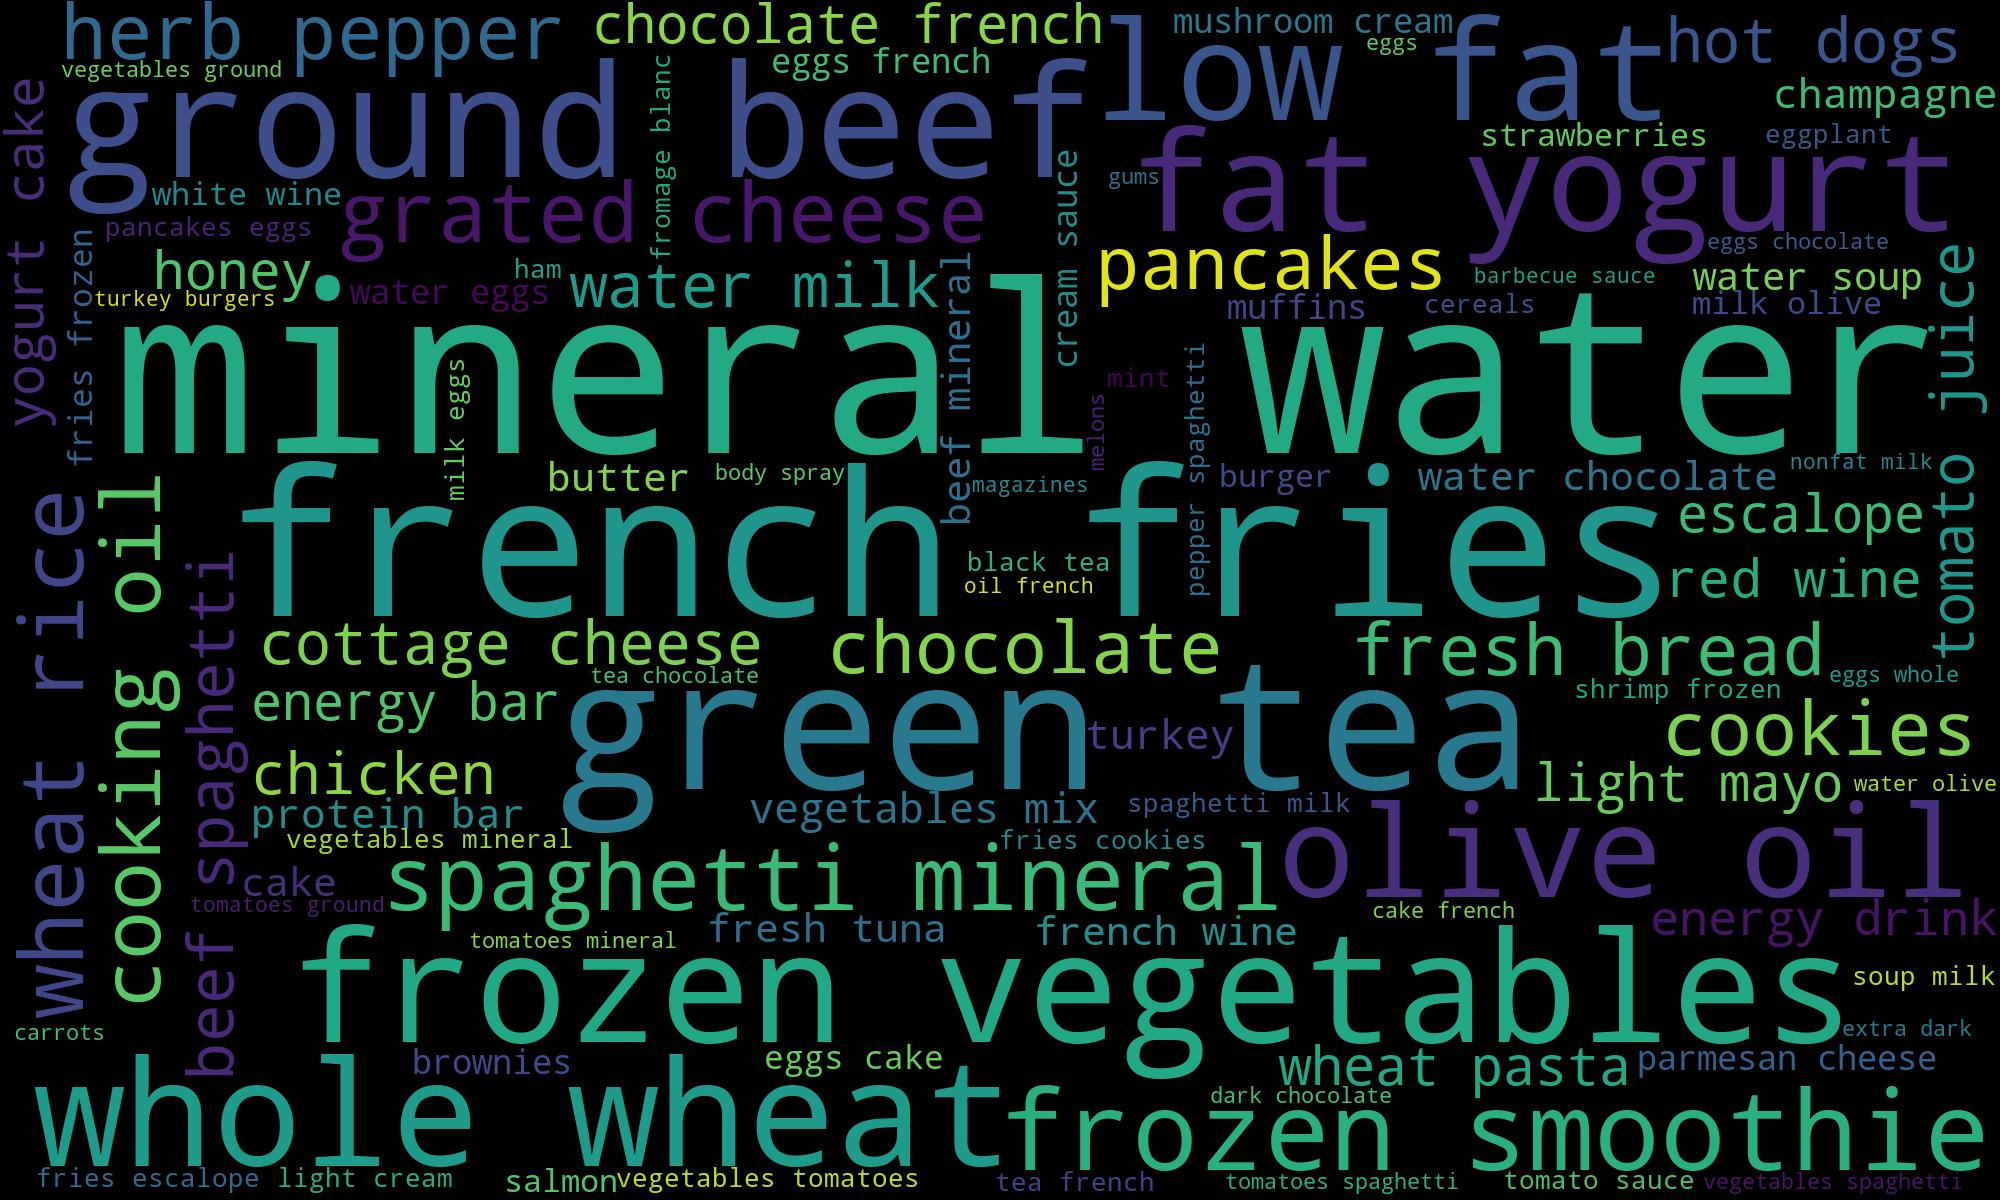 herb pepper
chocolate french
mushroom cream
low fat
eggs
hot dogs
vegetables ground
eggs french
champagne
ground beef
fromage blanc
strawberries
eggplant
yogurt cake
white wine
grated cheese
cream sauce
gums
fat yogurt
pancakes eggs
fries frozen
honey
ham
water milk
water eggs
turkey burgers
beef mineral
pancakes
eggs chocolate
barbecue sauce
water soup
muffins
cereals
milk olive
tomato juice
mineral water
milk eggs
mint
melons
pepper spaghetti
butter
body spray
magazines
burger
water chocolate
nonfat milk
wheat rice
cooking oil
beef spaghetti
french fries
escalope
black tea
oil french
red wine
cottage cheese
chocolate
fresh bread
tea chocolate
eggs whole
energy bar
green tea
turkey
shrimp frozen
cookies
chicken
light mayo
water olive
protein bar
vegetables mix
spaghetti milk
vegetables mineral
fries cookies
olive oil
spaghetti mineral
cake
tomatoes ground
cake french
energy drink
tomatoes mineral
fresh tuna
french wine
frozen vegetables
soup milk
carrots
extra dark
brownies
eggs cake
wheat pasta
parmesan cheese
whole wheat
dark chocolate
frozen smoothie
fries escalope
light cream
salmon
vegetables tomatoes
tea french
tomatoes spaghetti
tomato sauce
vegetables spaghetti